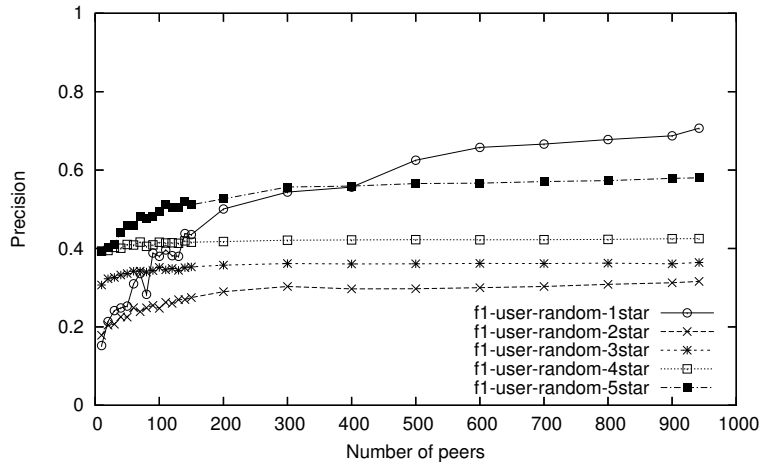 1
0.8
0.6
0.4
0.2
0
Precision
f1-user-random-1star
f1-user-random-2star
f1-user-random-3star
f1-user-random-4star
f1-user-random-5star
0 100 200 300 400 500 600 700 800 900 1000
Number of peers